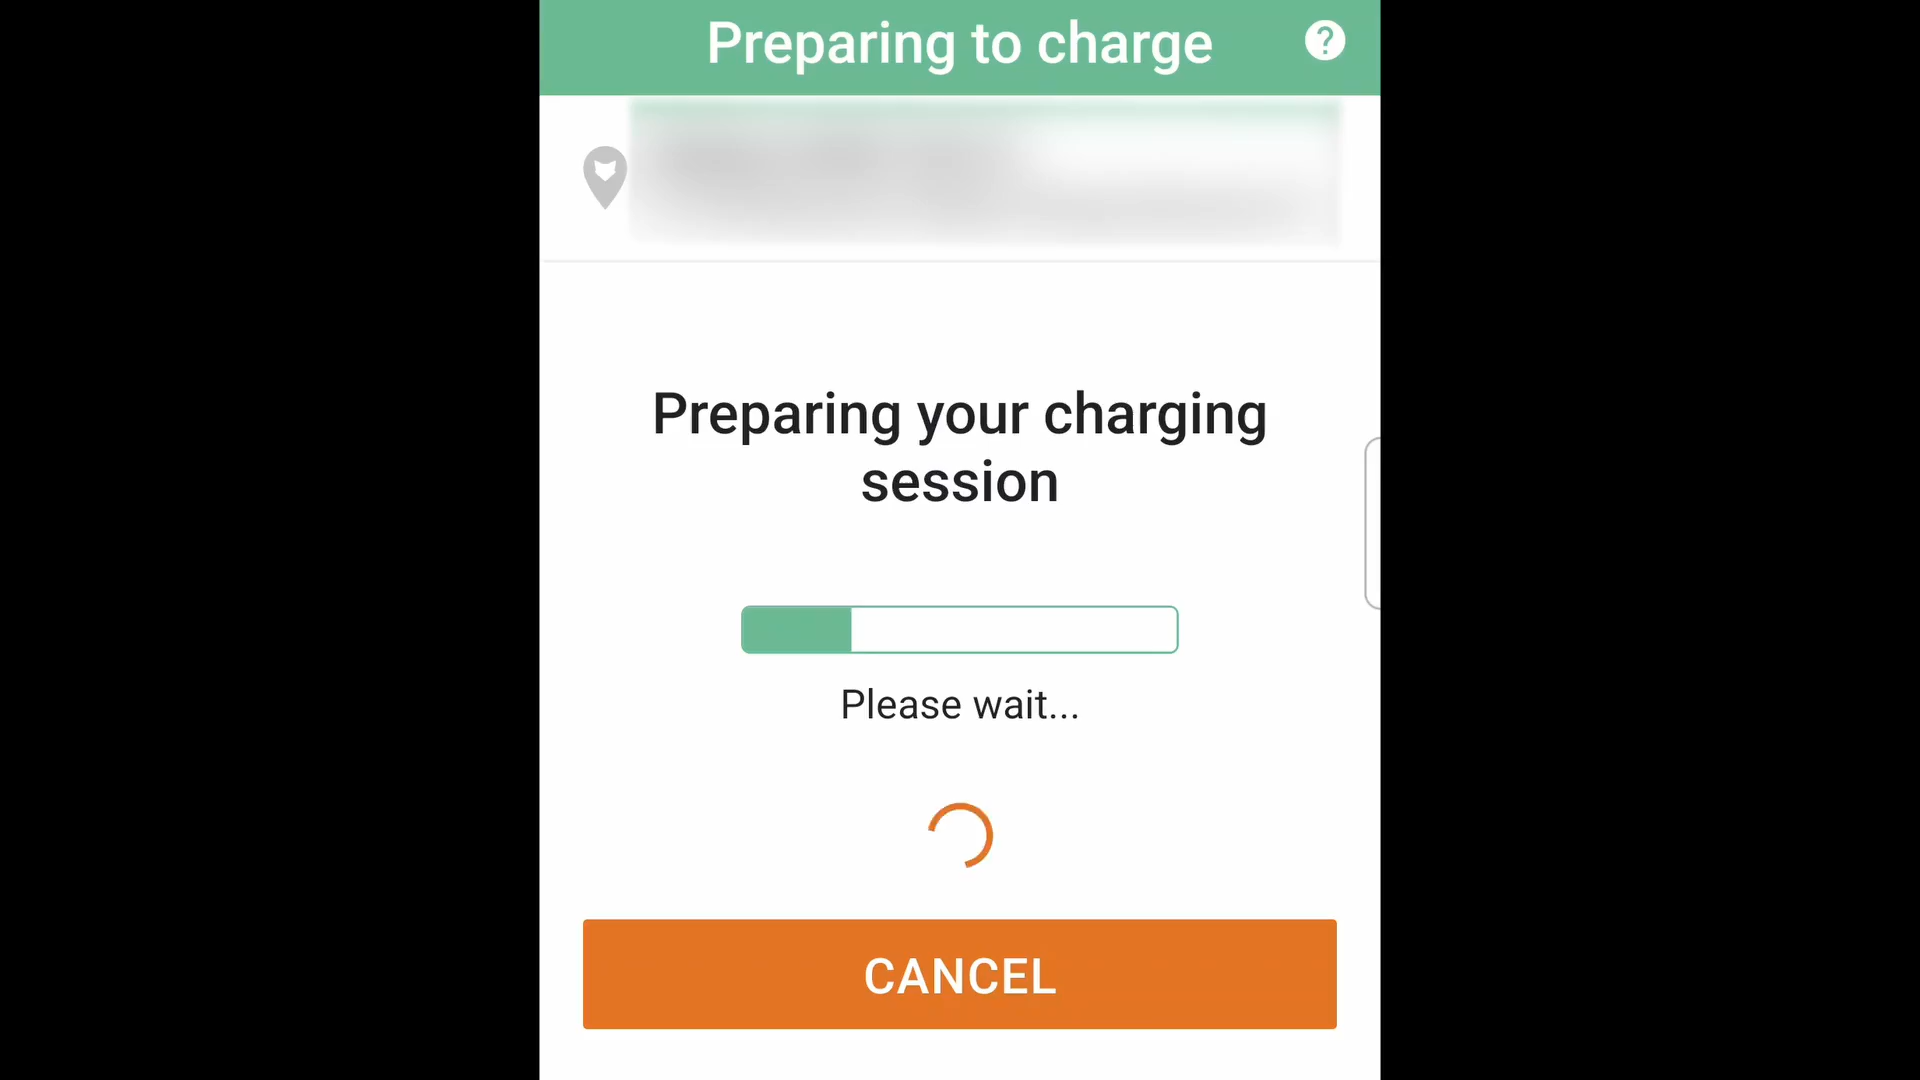 Preparing to charge
?
Preparing your charging
session
Please wait...
CANCEL